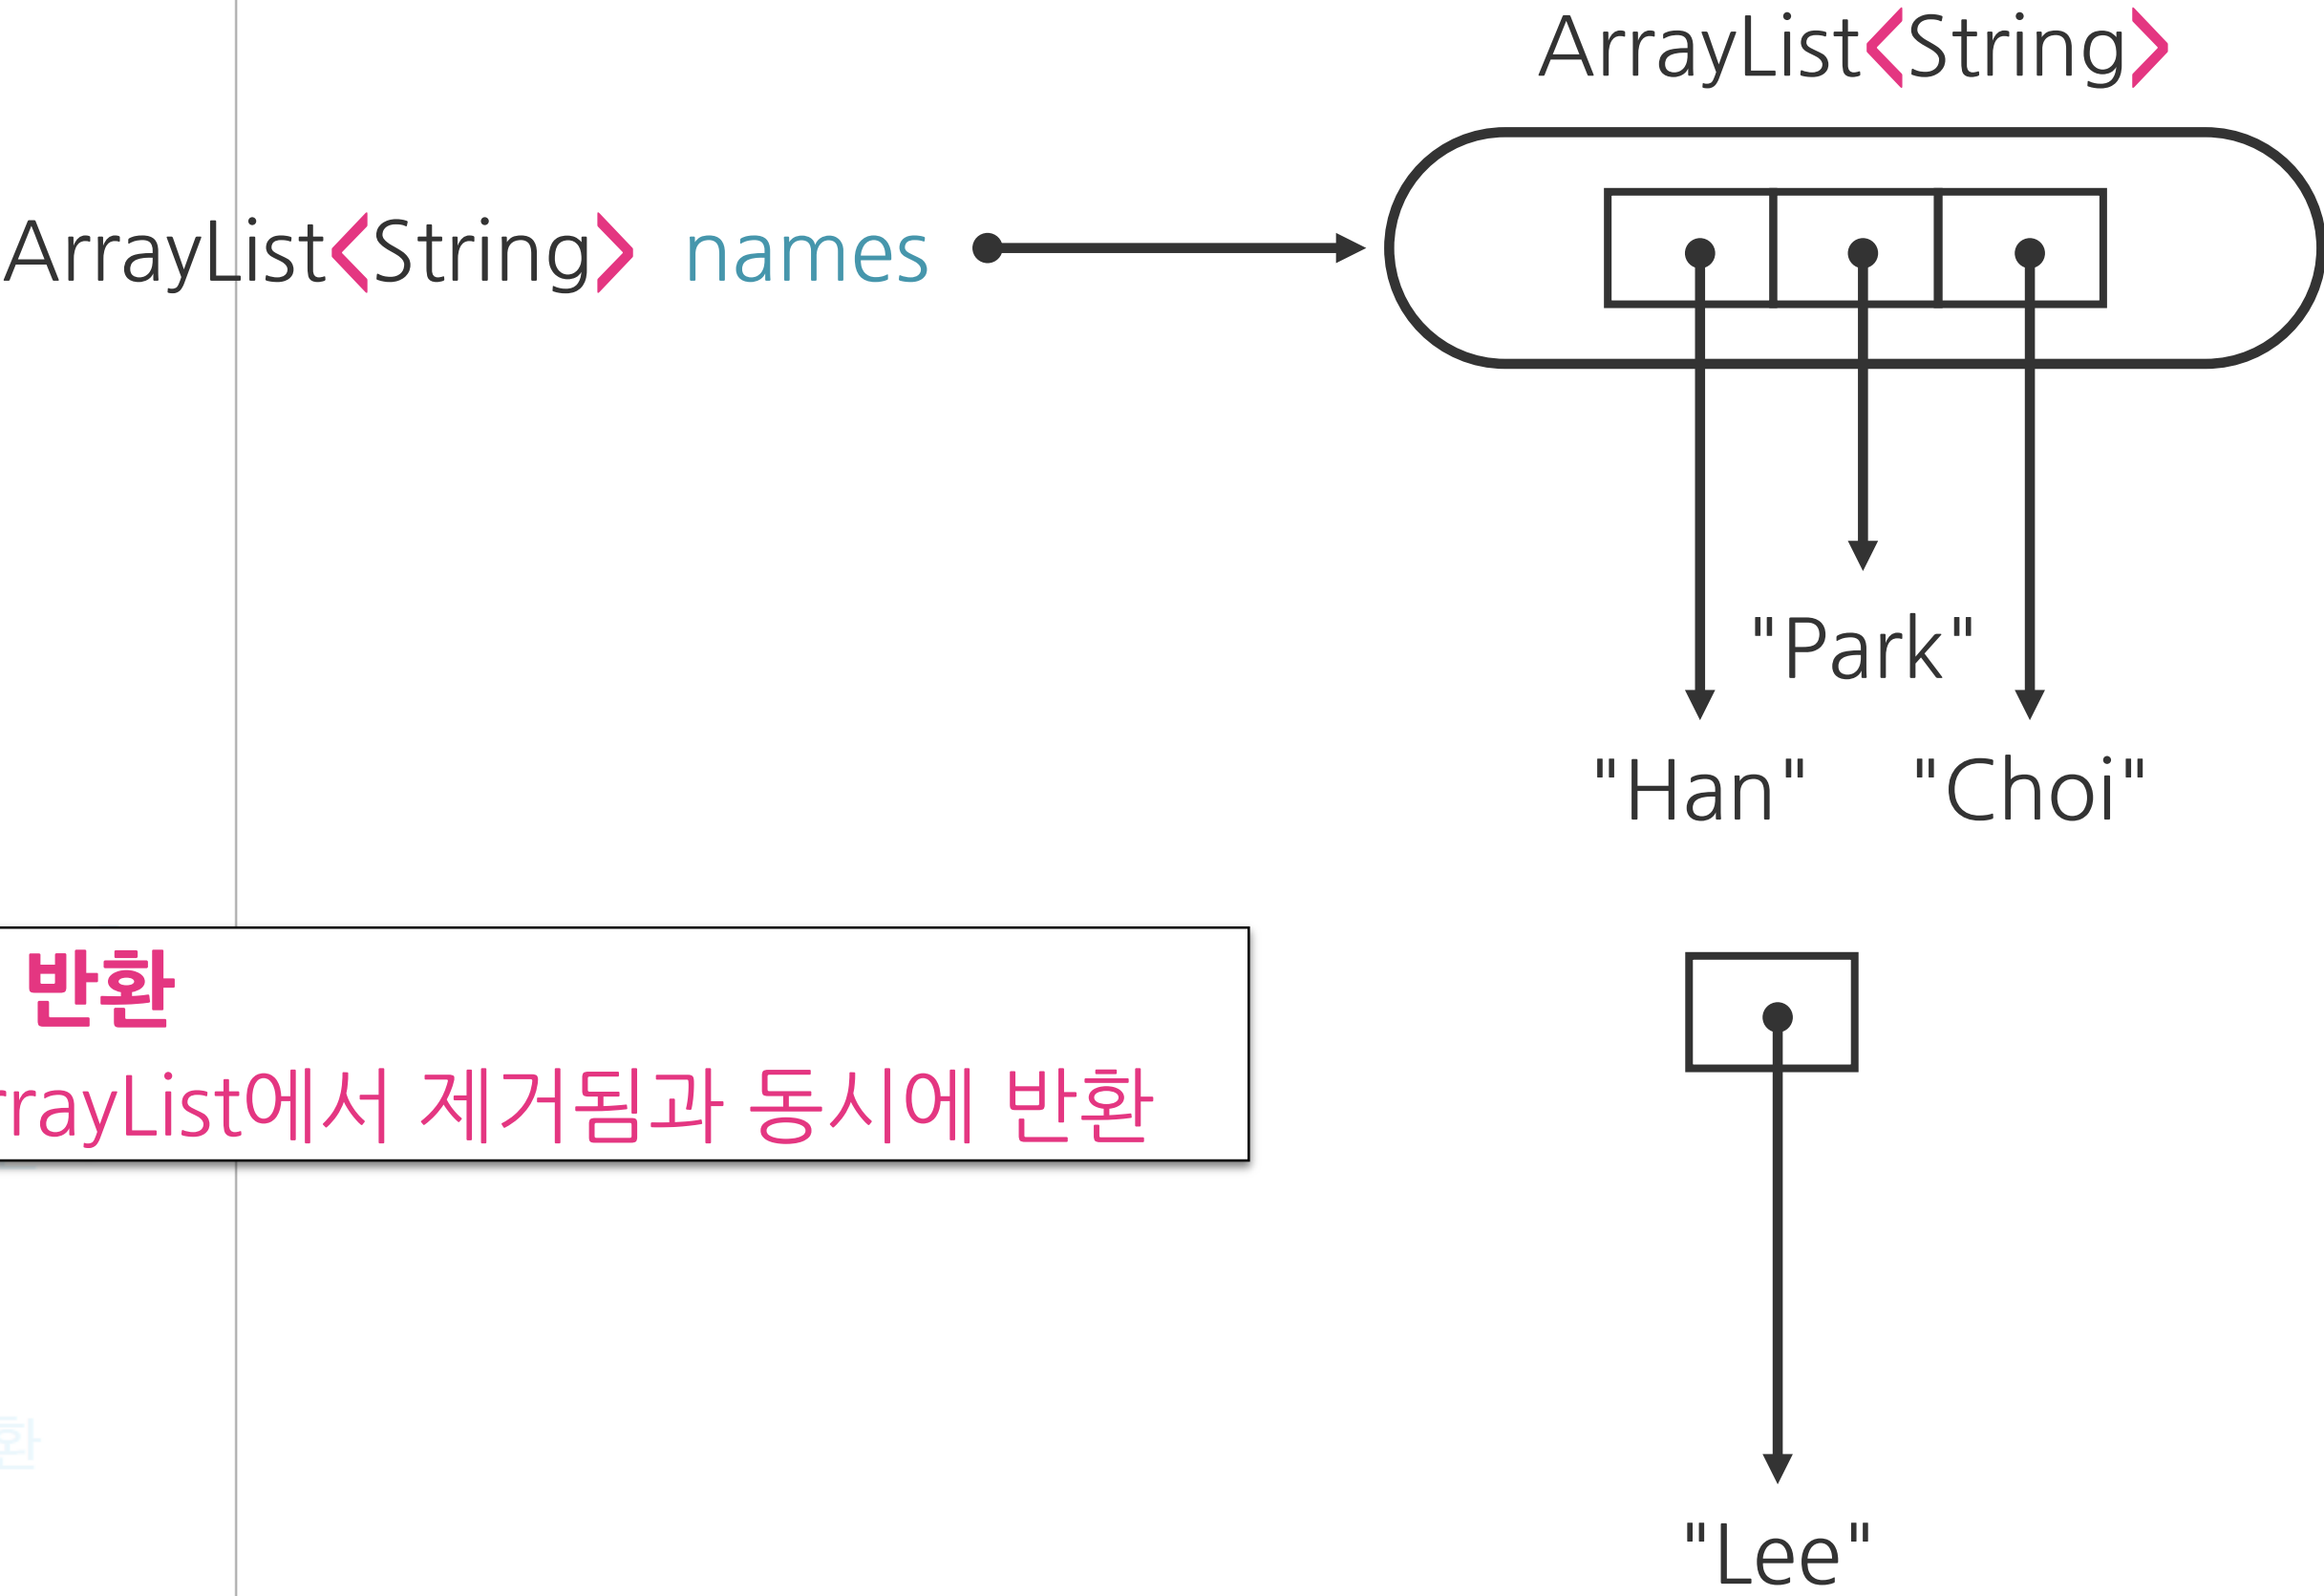 ArrayList<String>
ArrayList<String> names
"Park"
"Han" "Choi"
반환
rrayList에서 제거됨과 동시에 반환
"Lee"